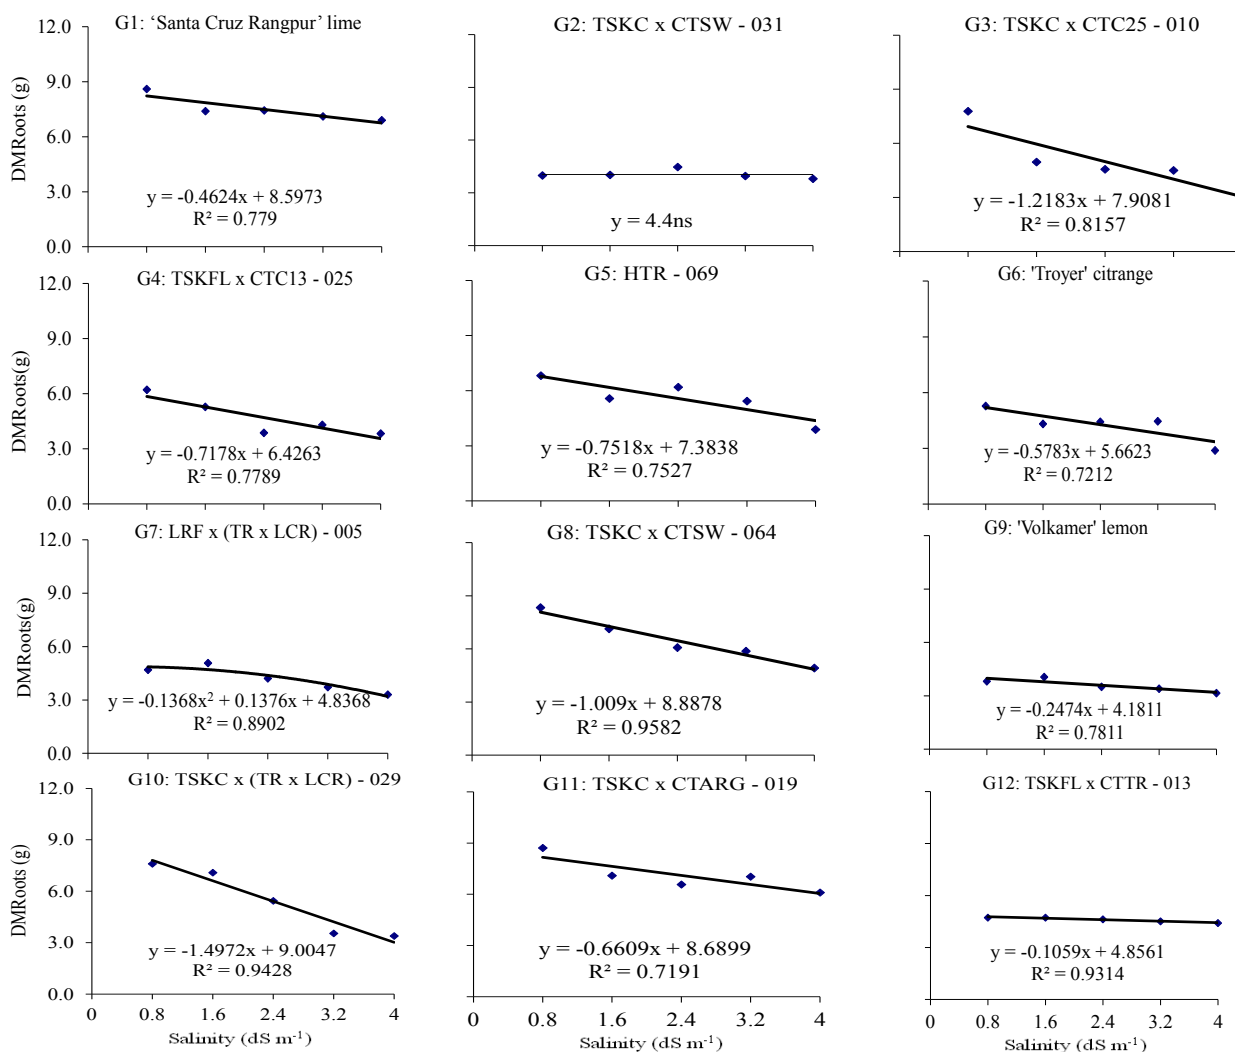 G1: ‘Santa Cruz Rangpur’ lime
G2: TSKC x CTSW - 031
G3: TSKC x CTC25 - 010
12.0
9.0
6.0
3.0
0.0
DMRoots (g)
y = -0.4624x + 8.5973
R² = 0.779
y = 4.4ns
y = -1.2183x + 7.9081
R² = 0.8157
G4: TSKFL x CTC13 - 025
G5: HTR - 069
G6: 'Troyer' citrange
12.0
9.0
6.0
3.0
0.0
DMRoots(g)
y = -0.7178x + 6.4263
R² = 0.7789
y = -0.7518x + 7.3838
R² = 0.7527
y = -0.5783x + 5.6623
R² = 0.7212
G7: LRF x (TR x LCR) - 005
G8: TSKC x CTSW - 064
G9: 'Volkamer' lemon
12.0
9.0
6.0
3.0
0.0
DMRoots(g)
y = -0.1368x² + 0.1376x + 4.8368
R² = 0.8902
y = -1.009x + 8.8878
R² = 0.9582
y = -0.2474x + 4.1811
R² = 0.7811
G10: TSKC x (TR x LCR) - 029
G11: TSKC x CTARG - 019
G12: TSKFL x CTTR - 013
12.0
9.0
6.0
3.0
0.0
DMRoots (g)
y = -1.4972x + 9.0047
R² = 0.9428
y = -0.6609x + 8.6899
R² = 0.7191
y = -0.1059x + 4.8561
R² = 0.9314
0 0.8 1.6 2.4 3.2 4
Salinity (dS m⁻¹)
0 0.8 1.6 2.4 3.2 4
Salinity (dS m⁻¹)
0 0.8 1.6 2.4 3.2 4
Salinity (dS m⁻¹)